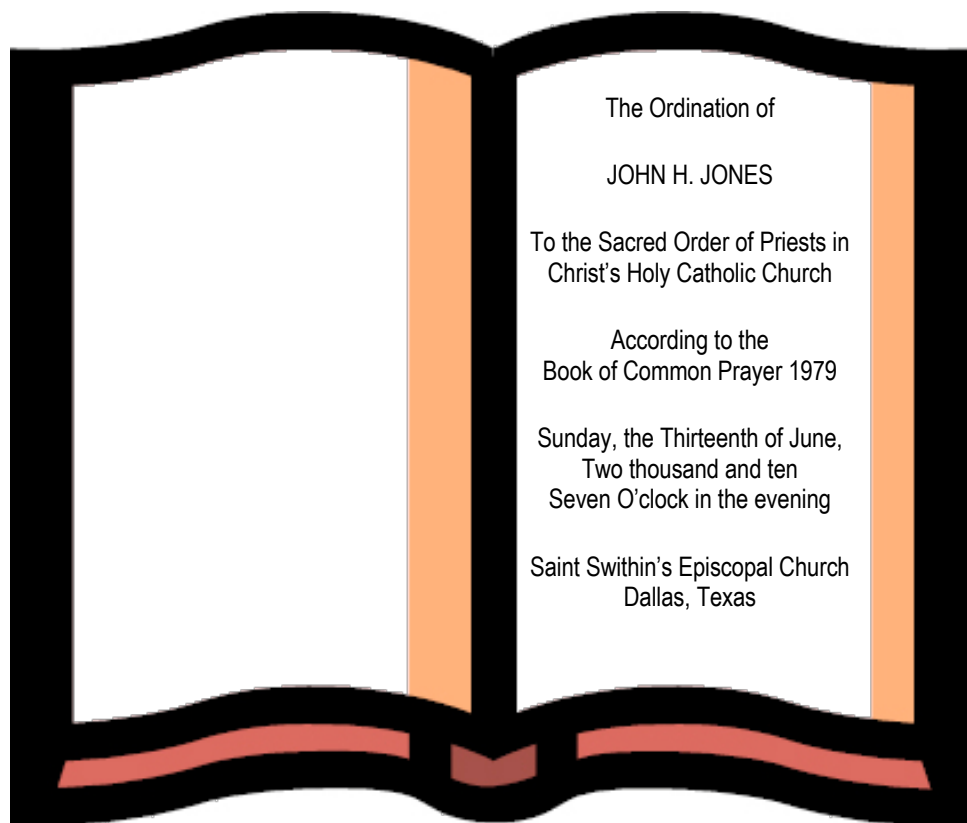 The Ordination of
JOHN H. JONES
To the Sacred Order of Priests in
Christ’s Holy Catholic Church
According to the
Book of Common Prayer 1979
Sunday, the Thirteenth of June,
Two thousand and ten
Seven O’clock in the evening
Saint Swithin’s Episcopal Church
Dallas, Texas